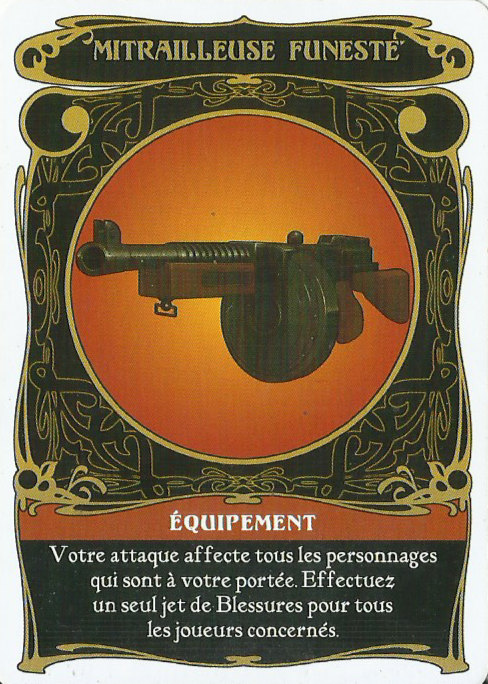 MITRAILLEUSE FUNESTE
ÉQUIPEMENT
Votre attaque affecte tous les personnages
qui sont à votre portée. Effectuez
un seul jet de Blessures pour tous
les joueurs concernés.